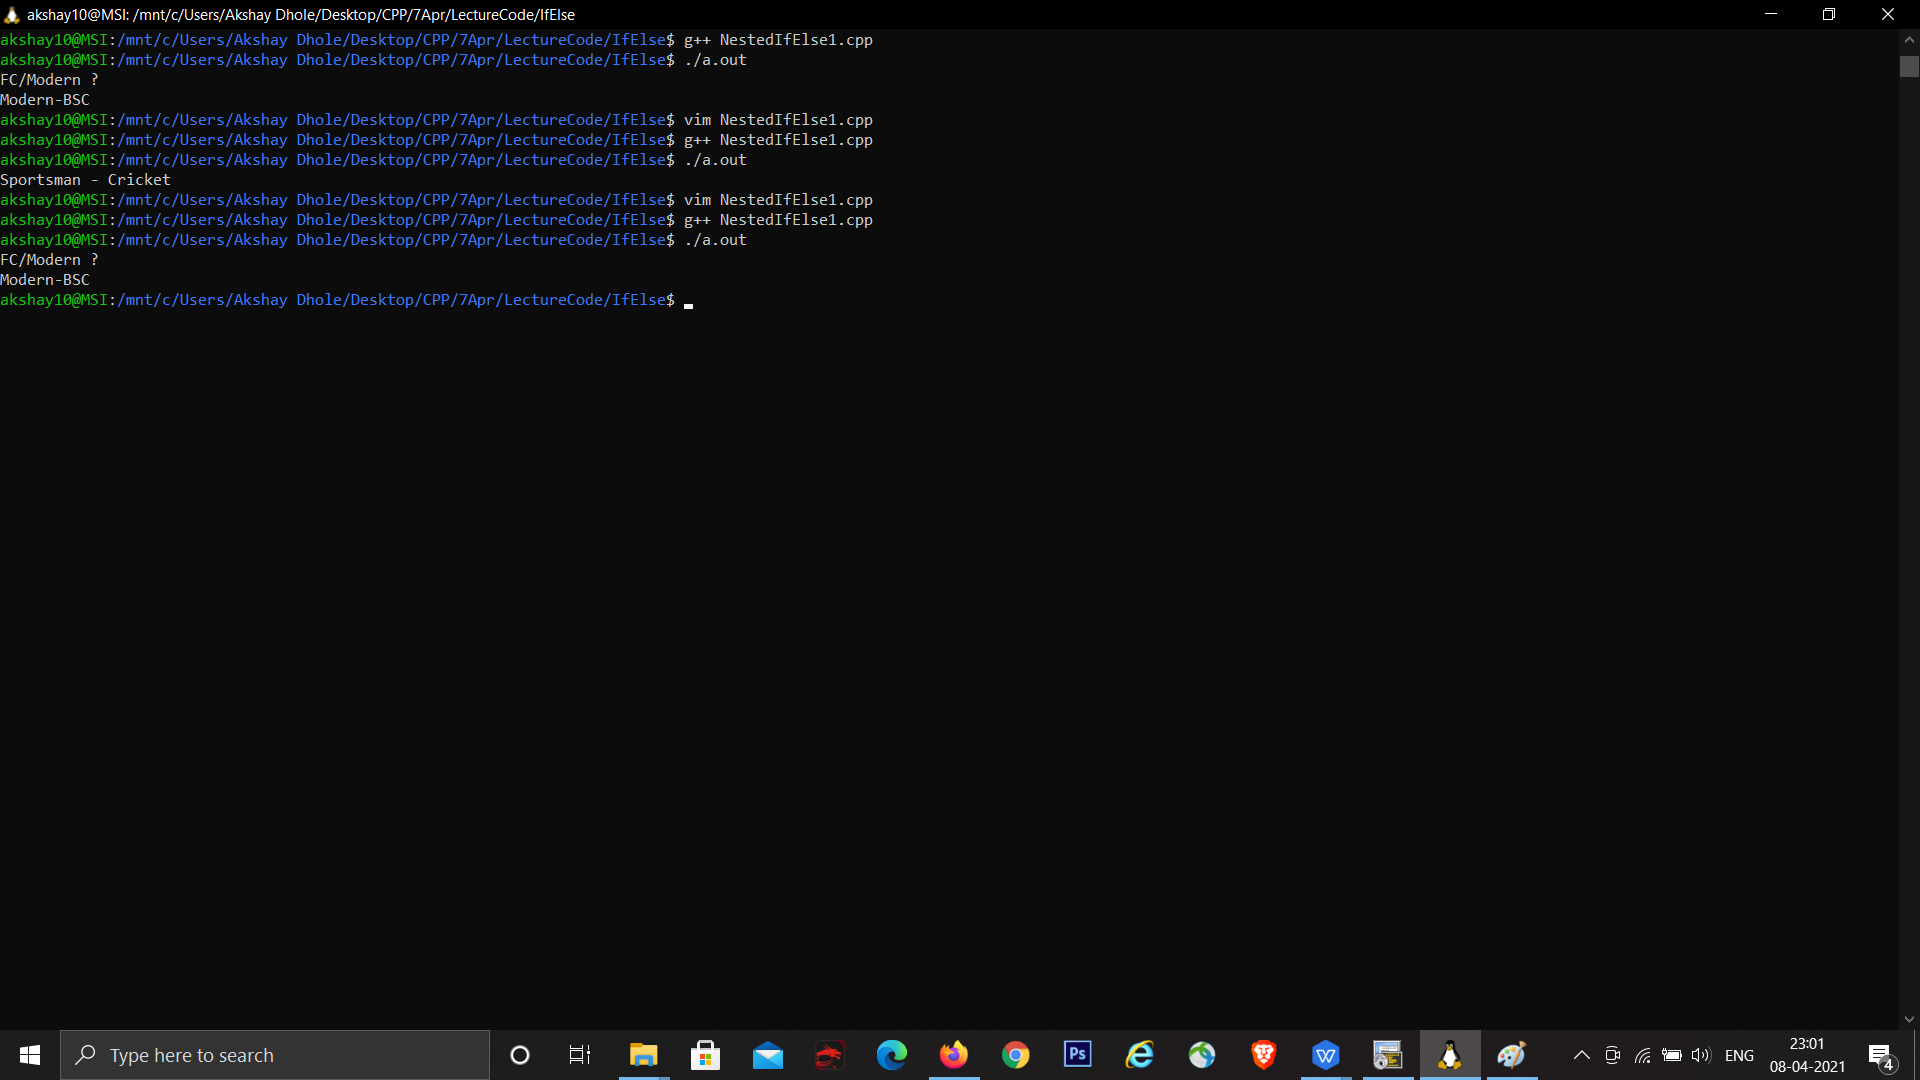 akshay10@MSI: /mnt/c/Users/Akshay Dhole/Desktop/CPP/7Apr/LectureCode/IfElse
akshay10@MSI:/mnt/c/Users/Akshay Dhole/Desktop/CPP/7Apr/LectureCode/IfElse$ g++ NestedIfElse1.cpp
akshay10@MSI:/mnt/c/Users/Akshay Dhole/Desktop/CPP/7Apr/LectureCode/IfElse$ ./a.out
FC/Modern ?
Modern-BSC
akshay10@MSI:/mnt/c/Users/Akshay Dhole/Desktop/CPP/7Apr/LectureCode/IfElse$ vim NestedIfElse1.cpp
akshay10@MSI:/mnt/c/Users/Akshay Dhole/Desktop/CPP/7Apr/LectureCode/IfElse$ g++ NestedIfElse1.cpp
akshay10@MSI:/mnt/c/Users/Akshay Dhole/Desktop/CPP/7Apr/LectureCode/IfElse$ ./a.out
Sportsman - Cricket
akshay10@MSI:/mnt/c/Users/Akshay Dhole/Desktop/CPP/7Apr/LectureCode/IfElse$ vim NestedIfElse1.cpp
akshay10@MSI:/mnt/c/Users/Akshay Dhole/Desktop/CPP/7Apr/LectureCode/IfElse$ g++ NestedIfElse1.cpp
akshay10@MSI:/mnt/c/Users/Akshay Dhole/Desktop/CPP/7Apr/LectureCode/IfElse$ ./a.out
FC/Modern ?
Modern-BSC
akshay10@MSI:/mnt/c/Users/Akshay Dhole/Desktop/CPP/7Apr/LectureCode/IfElse$
Type here to search
Ps
W
ENG
23:01
08-04-2021
4